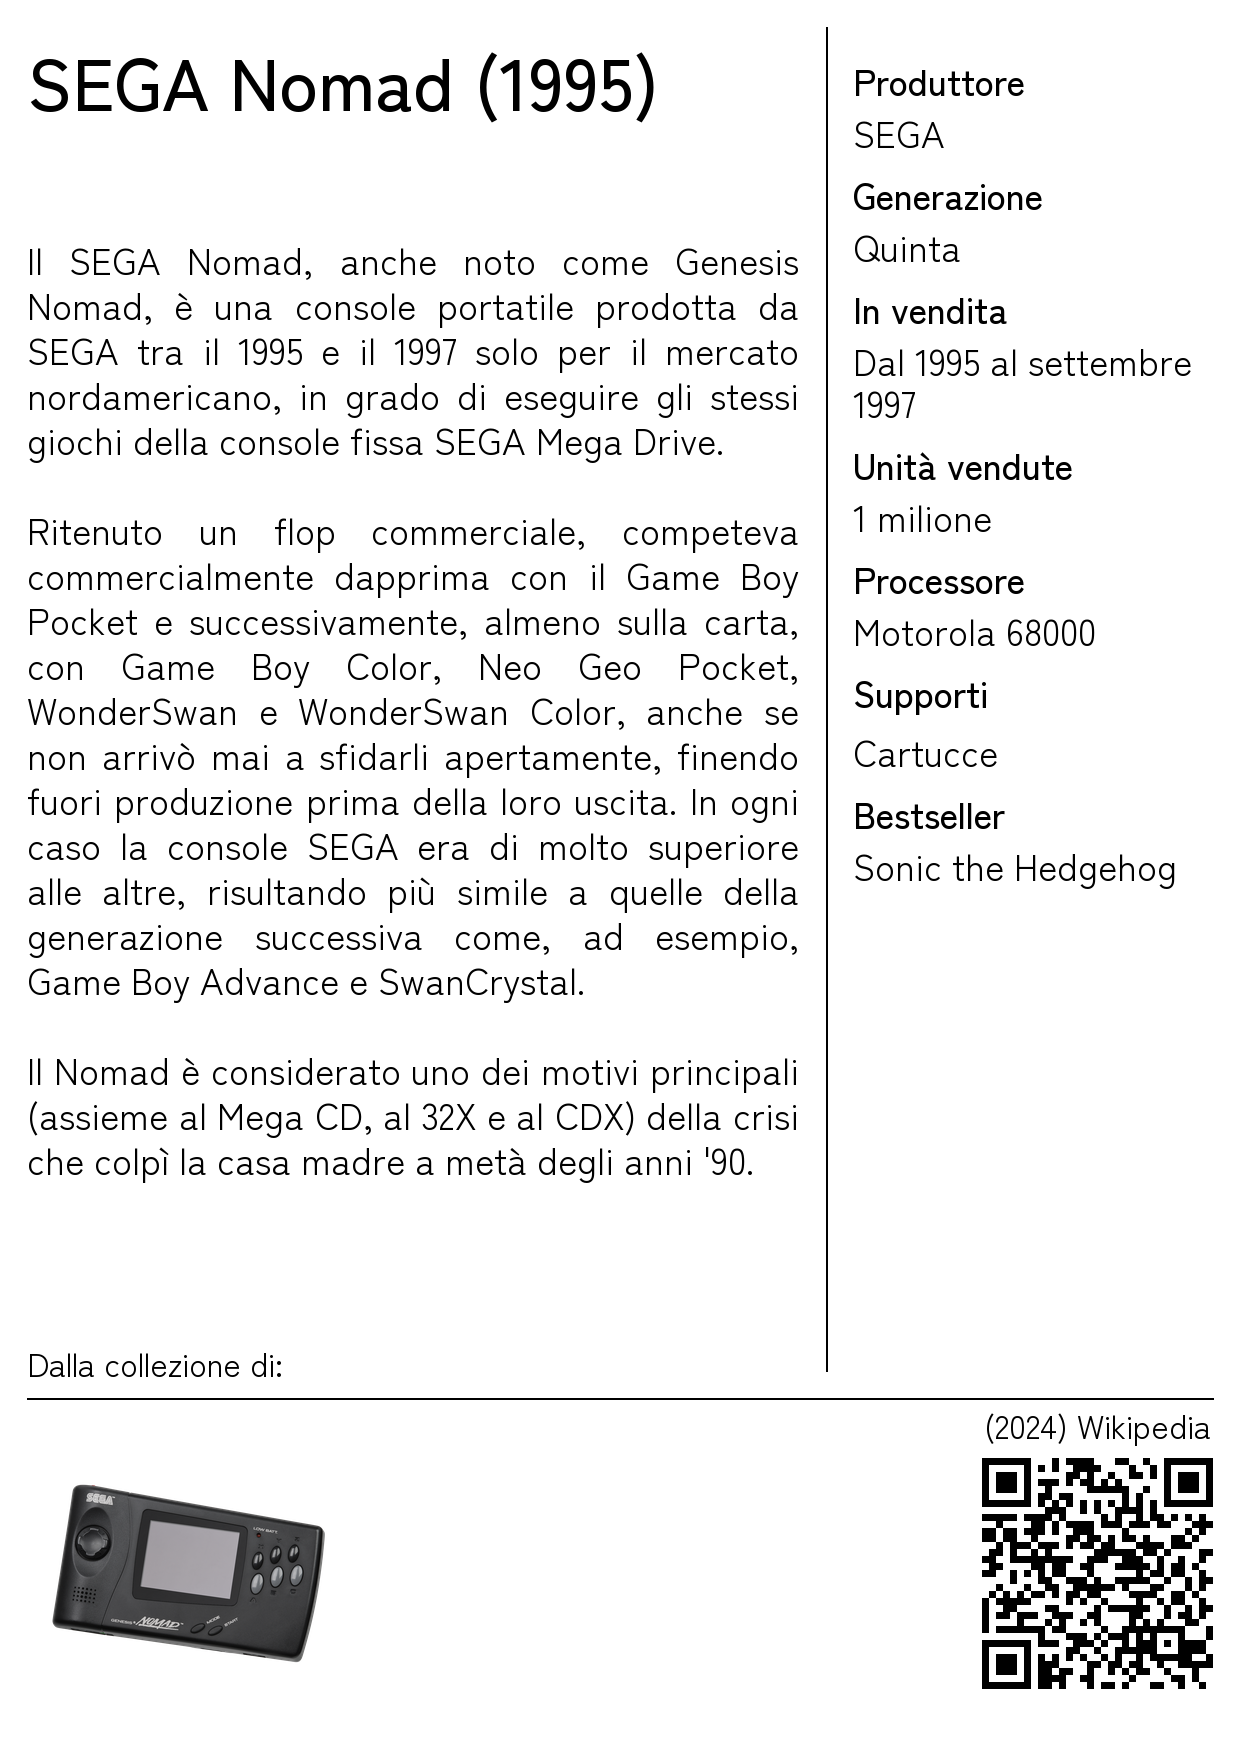 SEGA Nomad (1995)
Il SEGA Nomad, anche noto come Genesis
Nomad, è una console portatile prodotta da
SEGA tra il 1995 e il 1997 solo per il mercato
nordamericano, in grado di eseguire gli stessi
giochi della console fissa SEGA Mega Drive.
Ritenuto un flop commerciale, competeva
commercialmente dapprima con il Game Boy
Pocket e successivamente, almeno sulla carta,
con Game Boy Color, Neo Geo Pocket,
WonderSwan e WonderSwan Color, anche se
non arrivò mai a sfidarli apertamente, finendo
fuori produzione prima della loro uscita. In ogni
caso la console SEGA era di molto superiore
alle altre, risultando più simile a quelle della
generazione successiva come, ad esempio,
Game Boy Advance e SwanCrystal.
Il Nomad è considerato uno dei motivi principali
(assieme al Mega CD, al 32X e al CDX) della crisi
che colpì la casa madre a metà degli anni '90.
Dalla collezione di:
Produttore
SEGA
Generazione
Quinta
In vendita
Dal 1995 al settembre
1997
Unità vendute
1 milione
Processore
Motorola 68000
Supporti
Cartucce
Bestseller
Sonic the Hedgehog
(2024) Wikipedia
SEGA
LOW BATT.
GENESIS
NOMAD
MODE
START